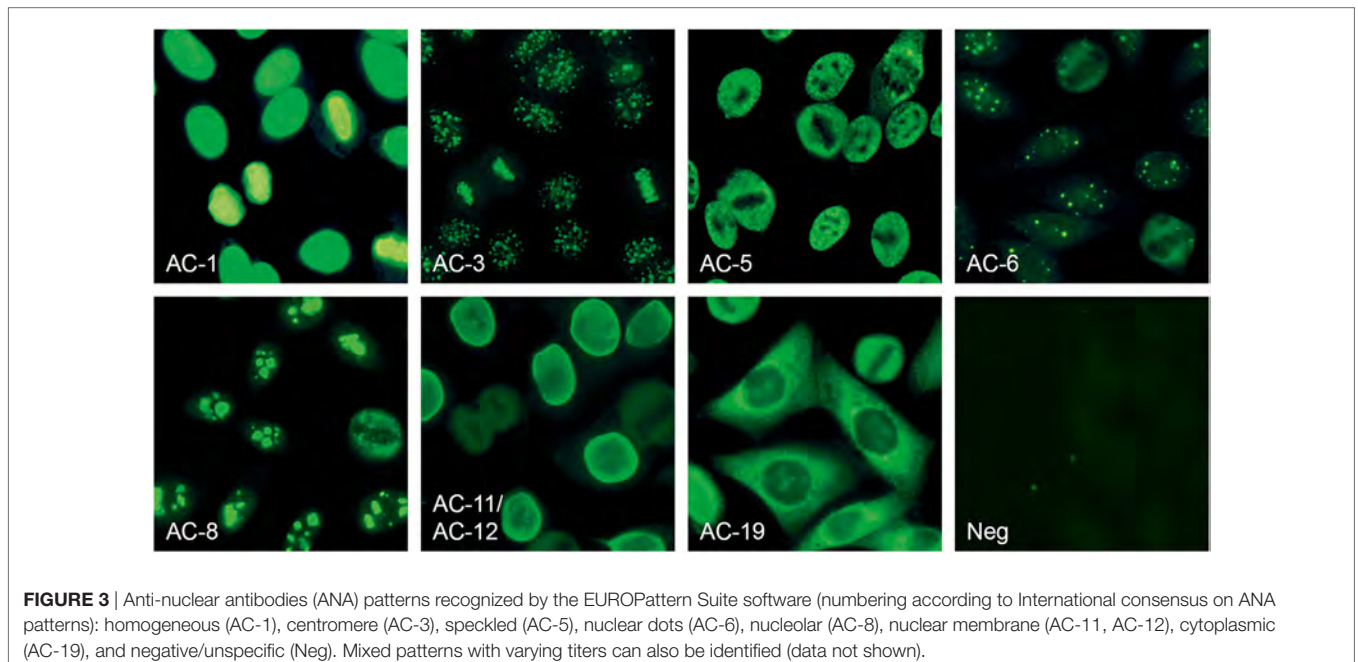 AC-1
AC-3
AC-5
AC-6
AC-8
AC-11/
AC-12
AC-19
Neg
FIGURE 3 | Anti-nuclear antibodies (ANA) patterns recognized by the EUROPattern Suite software (numbering according to International consensus on ANA
patterns): homogeneous (AC-1), centromere (AC-3), speckled (AC-5), nuclear dots (AC-6), nucleolar (AC-8), nuclear membrane (AC-11, AC-12), cytoplasmic
(AC-19), and negative/unspecific (Neg). Mixed patterns with varying titers can also be identified (data not shown).